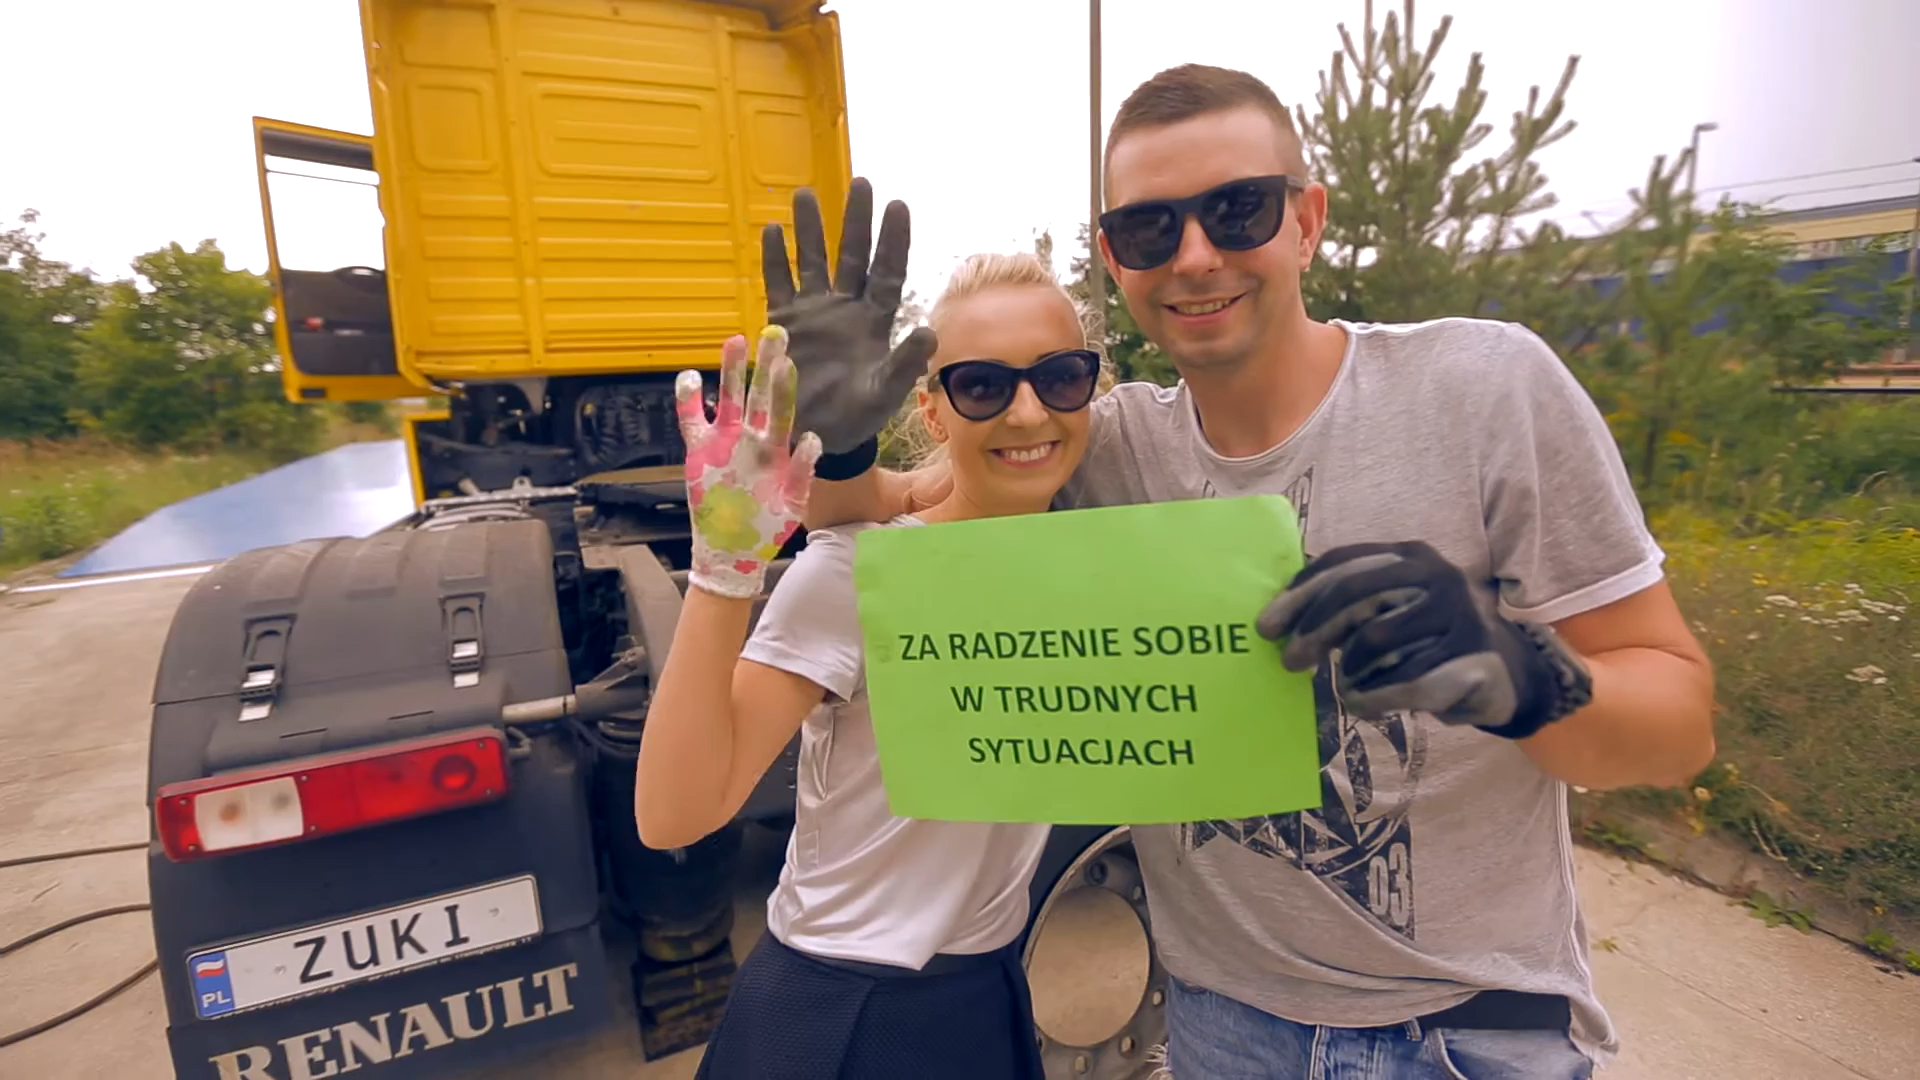 ZA RADZENIE SOBIE
W TRUDNYCH
SYTUACJACH
03
PL ZUKI
RENAULT